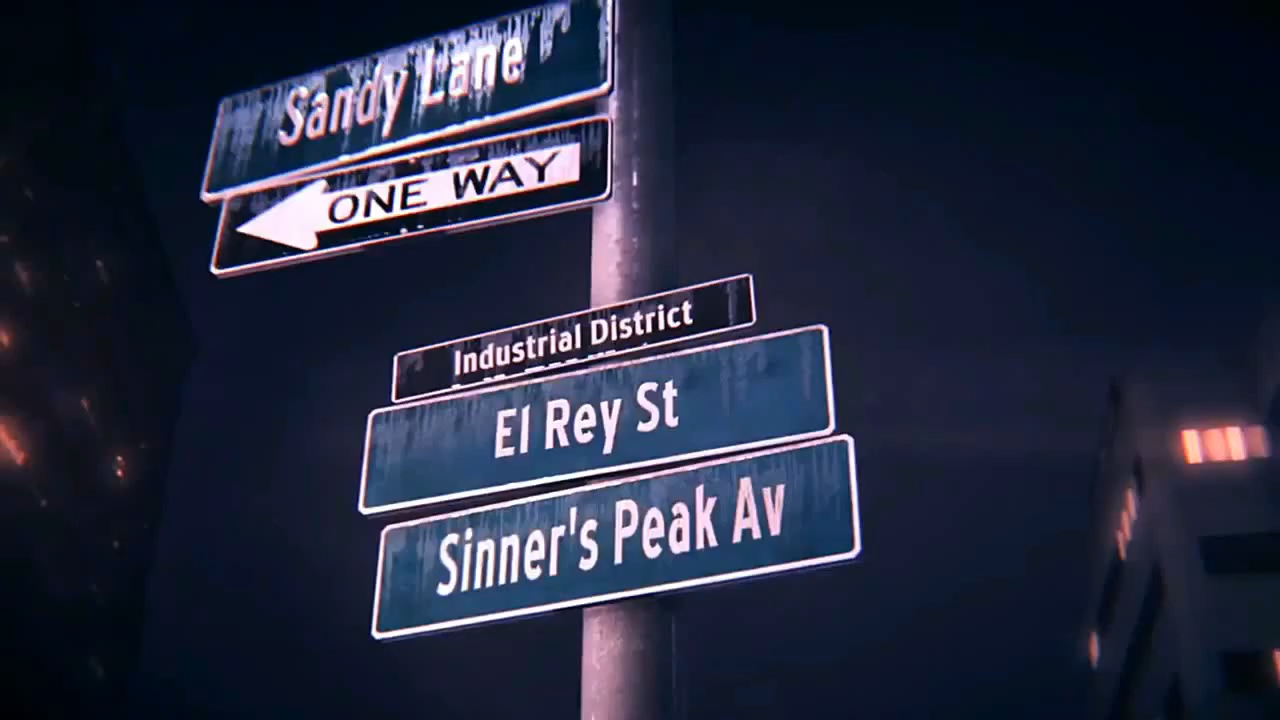 Sandy Lane
ONE WAY
Industrial District
El Rey St
Sinner's Peak Av